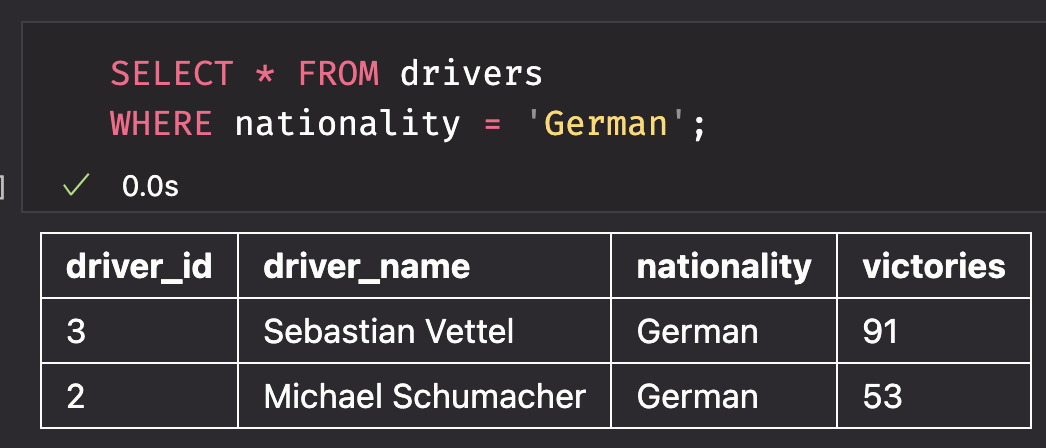 SELECT * FROM drivers
WHERE nationality = 'German';
] ✓ 0.0s
driver_id driver_name nationality victories
3 Sebastian Vettel German 91
2 Michael Schumacher German 53